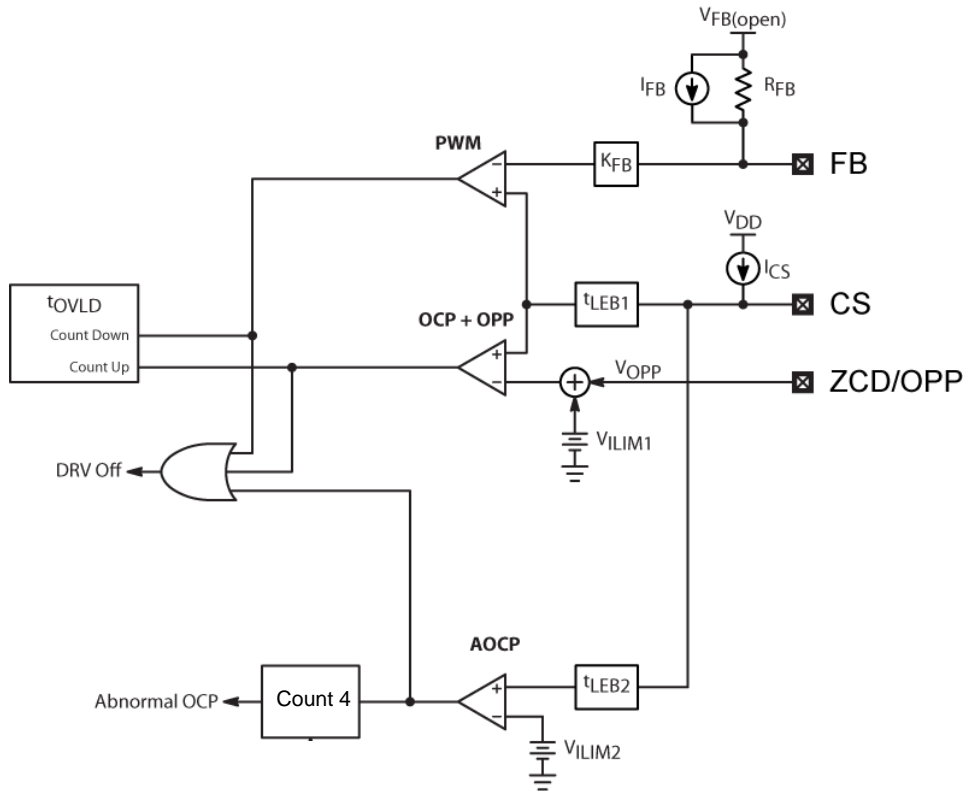 VFB(open)
IFB
RFB
PWM
−
+
KFB
FB
VDD
ICS
tOVLD
Count Down
Count Up
OCP + OPP
+
−
tLEB1
CS
VOPP
+
ZCD/OPP
VILIM1
DRV Off
AOCP
+
−
tLEB2
Abnormal OCP
Count 4
VILIM2